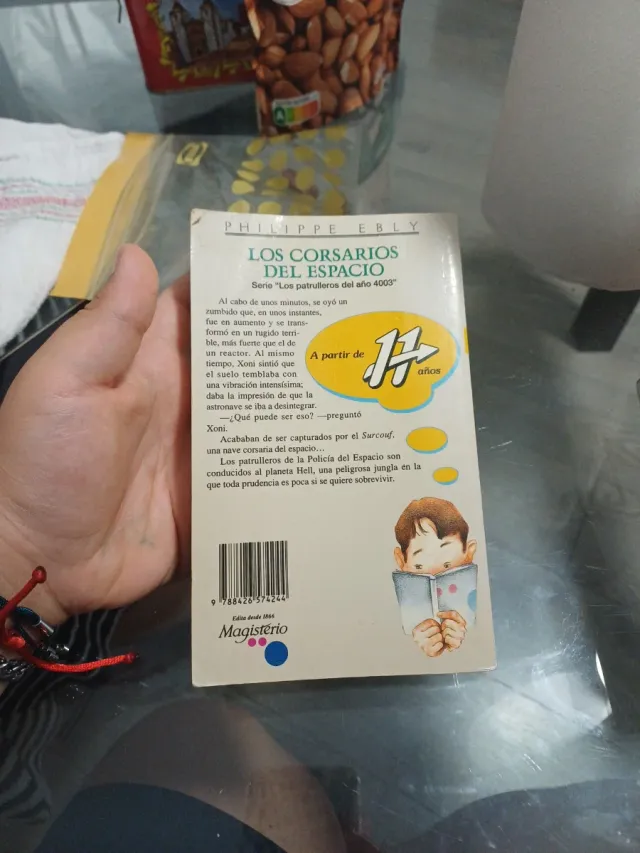 PHILIPPE EBLY
LOS CORSARIOS
DEL ESPACIO
Serie "Los patrulleros del año 4003"
Al cabo de unos minutos, se oyó un
zumbido que, en unos instantes,
fue en aumento y se trans-
formó en un rugido terri-
ble, más fuerte que el de
un reactor. Al mismo
tiempo, Xoni sintió que
el suelo temblaba con
una vibración intensísima;
daba la impresión de que la
astronave se iba a desintegrar.
—¿Qué puede ser eso? —preguntó
Xoni.
Acababan de ser capturados por el Surcouf,
una nave corsaria del espacio...
Los patrulleros de la Policía del Espacio son
conducidos al planeta Hell, una peligrosa jungla en la
que toda prudencia es poca si se quiere sobrevivir.
A partir de 11 años
9 788426 574244
Edita desde 1866
Magisterio
A